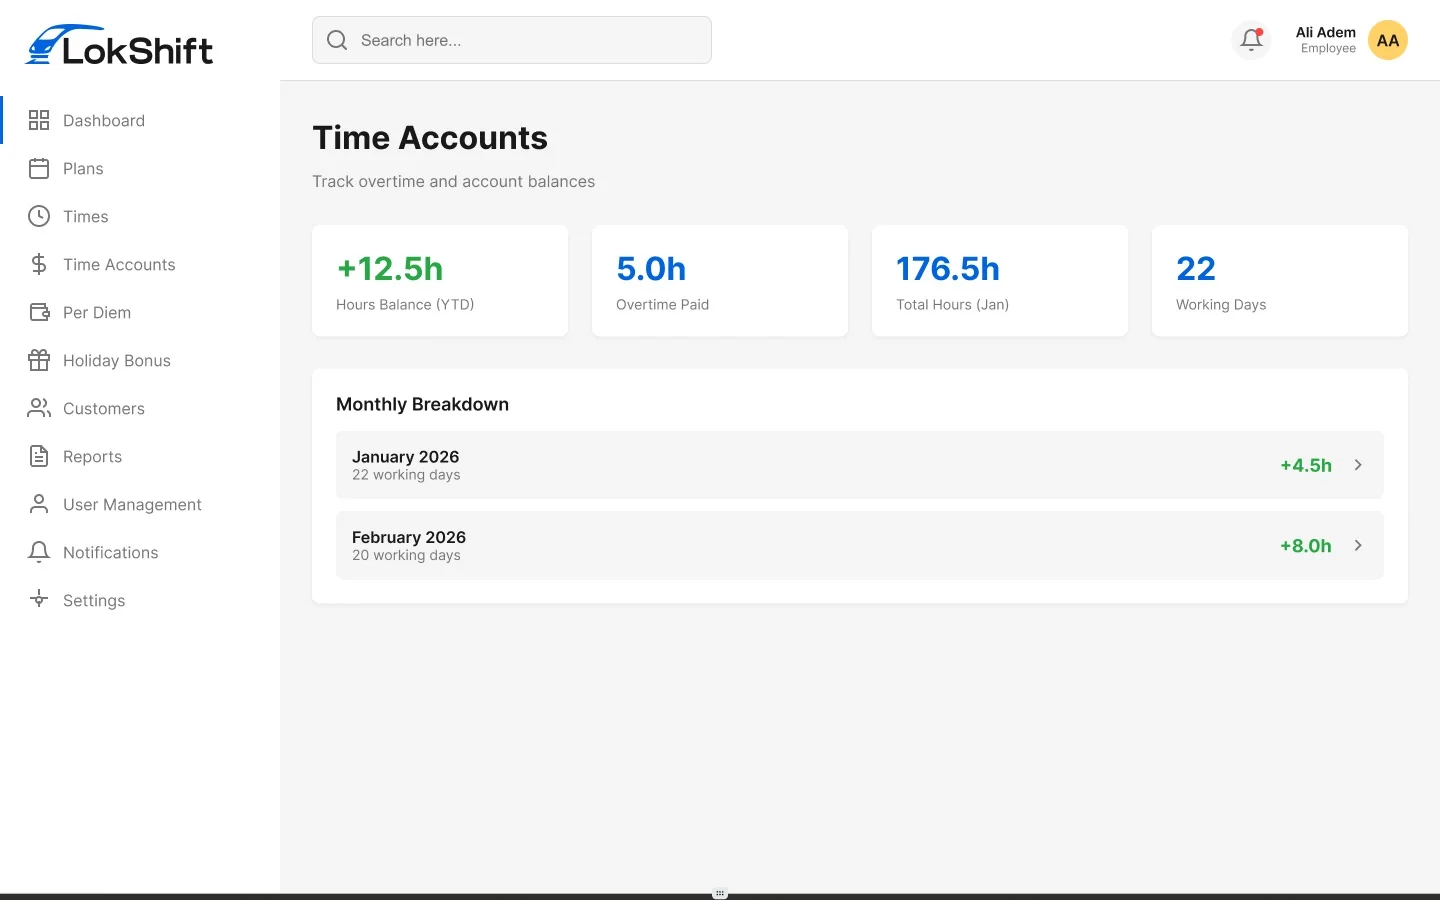 LokShift
Search here...
Ali Adem
Employee
AA
Dashboard
Plans
Times
Time Accounts
Per Diem
Holiday Bonus
Customers
Reports
User Management
Notifications
Settings
Time Accounts
Track overtime and account balances
+12.5h
Hours Balance (YTD)
5.0h
Overtime Paid
176.5h
Total Hours (Jan)
22
Working Days
Monthly Breakdown
January 2026
22 working days
+4.5h
February 2026
20 working days
+8.0h